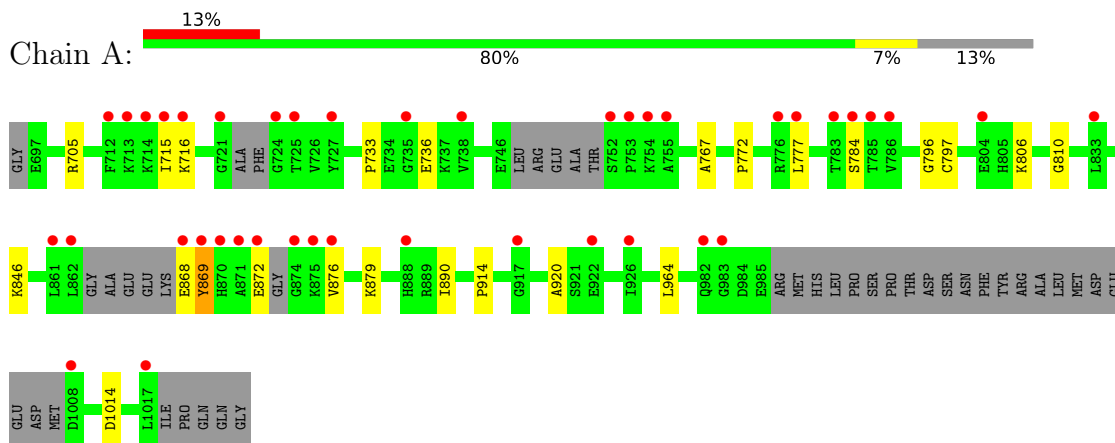 13%
Chain A:
80% 7% 13%
GLY E697 R705 F712 K713 K714 I715 K716 G721 ALA PHE G724 T725 V726 Y727 P733 E734 G735 E736 K737 V738 E746 LEU ARG GLU ALA THR S752 P753 K754 A755 A767 P772 R776 L777 T783 S784 T785 V786 G796 C797 E804 H805 K806 G810 L833
K846 L861 L862 GLY ALA GLU GLU LYS E868 Y869 H870 A871 E872 GLY G874 K875 V876 K879 H888 R889 I890 P914 G917 A920 S921 E922 I926 L964 Q982 G983 D984 E985 ARG MET HIS LEU PRO SER PRO THR ASP SER ASN PHE TYR ARG ALA LEU MET ASP GLU
GLU ASP MET D1008 D1014 L1017 ILE PRO GLN GLN GLY